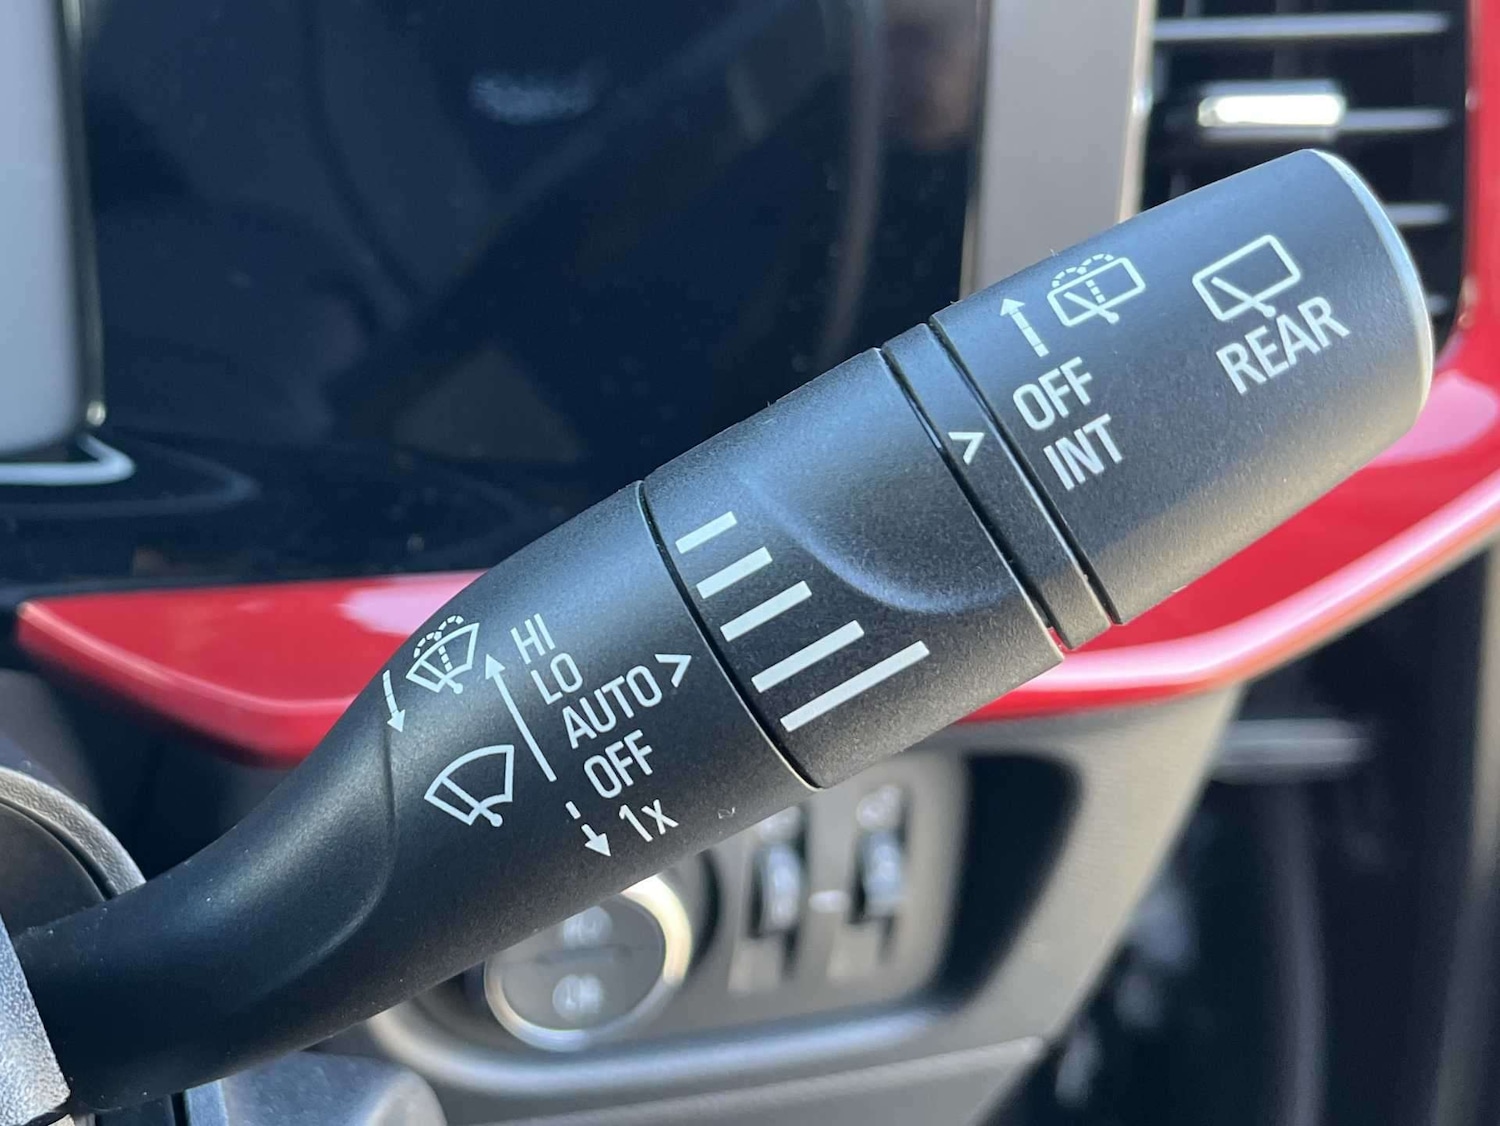 HI
LO
AUTO >
OFF
1x
>
OFF
INT
REAR